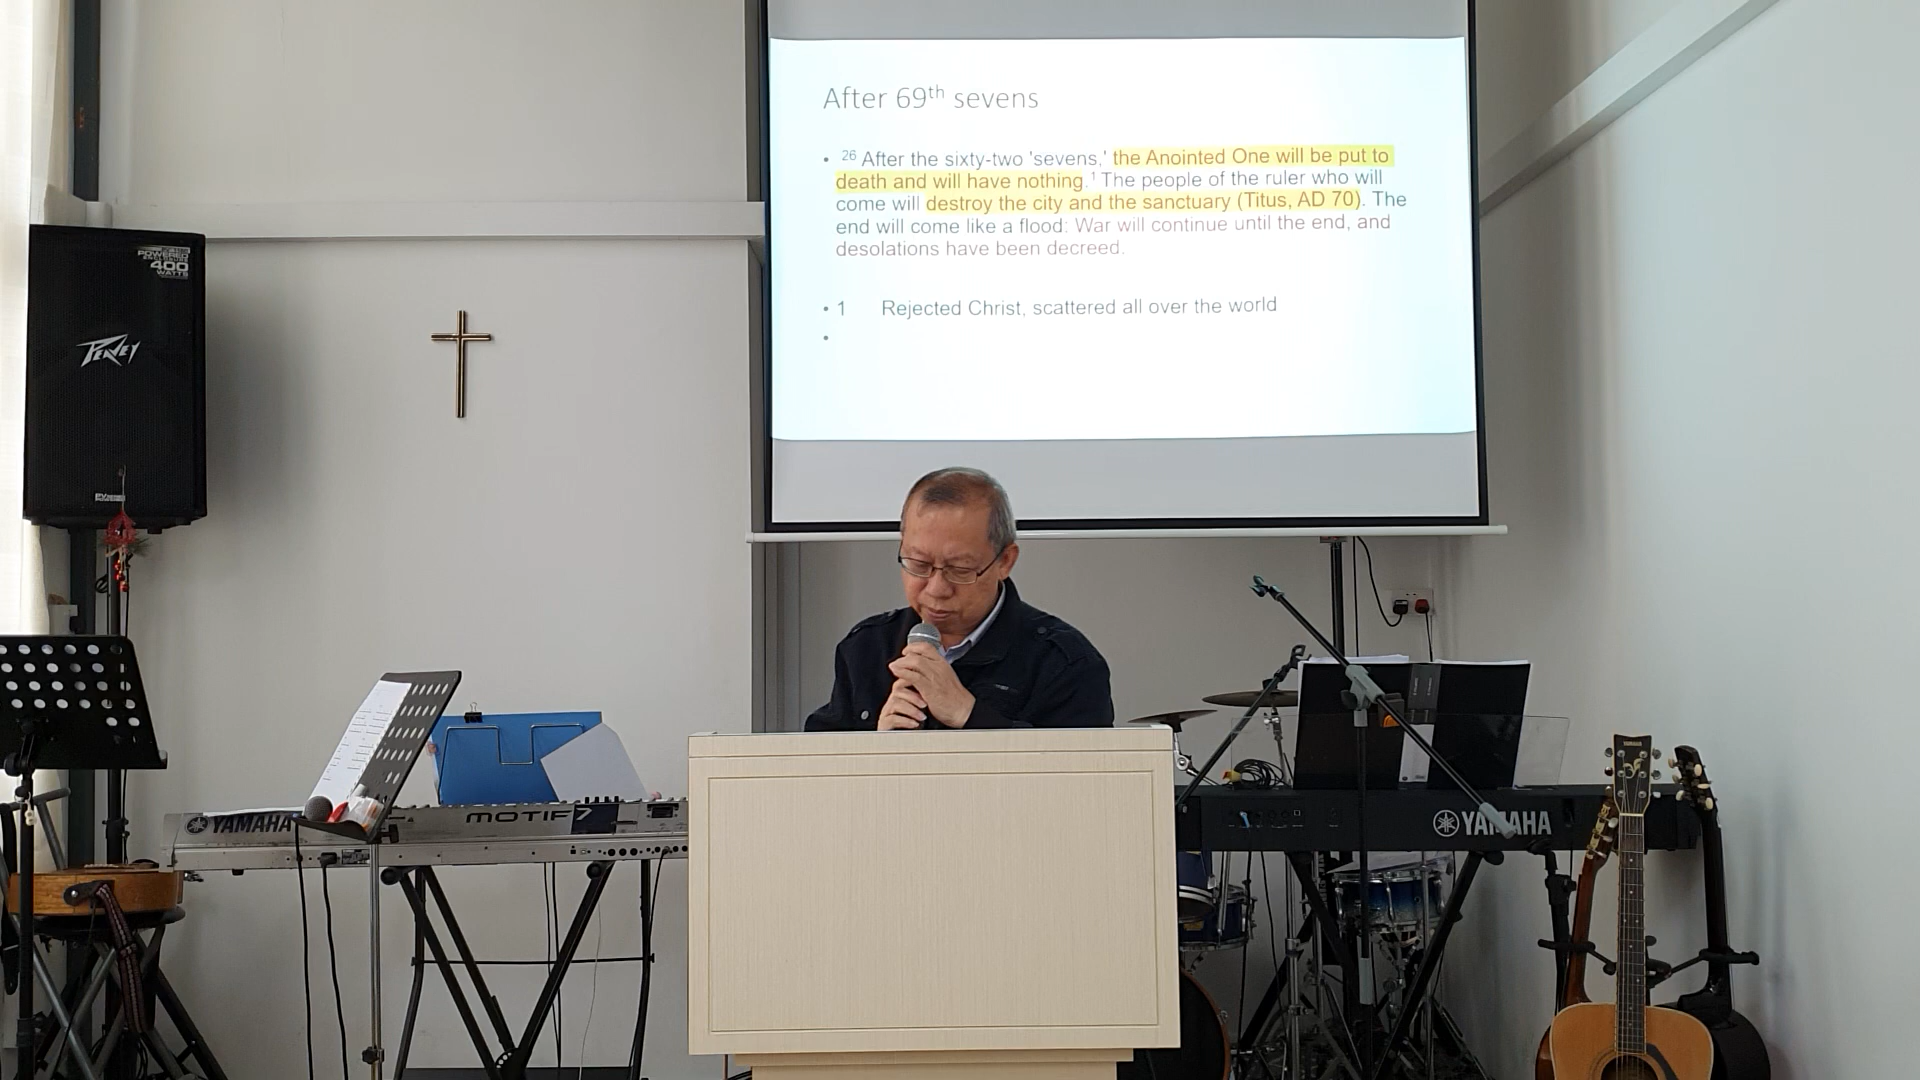 After 69th sevens
• 26 After the sixty-two 'sevens,' the Anointed One will be put to
death and will have nothing.1 The people of the ruler who will
come will destroy the city and the sanctuary (Titus, AD 70). The
end will come like a flood: War will continue until the end, and
desolations have been decreed.
• 1 Rejected Christ, scattered all over the world
•
POWERED
400
WATTS
PEAVEY
YAMAHA
MOTIF 7
YAMAHA
YAMAHA